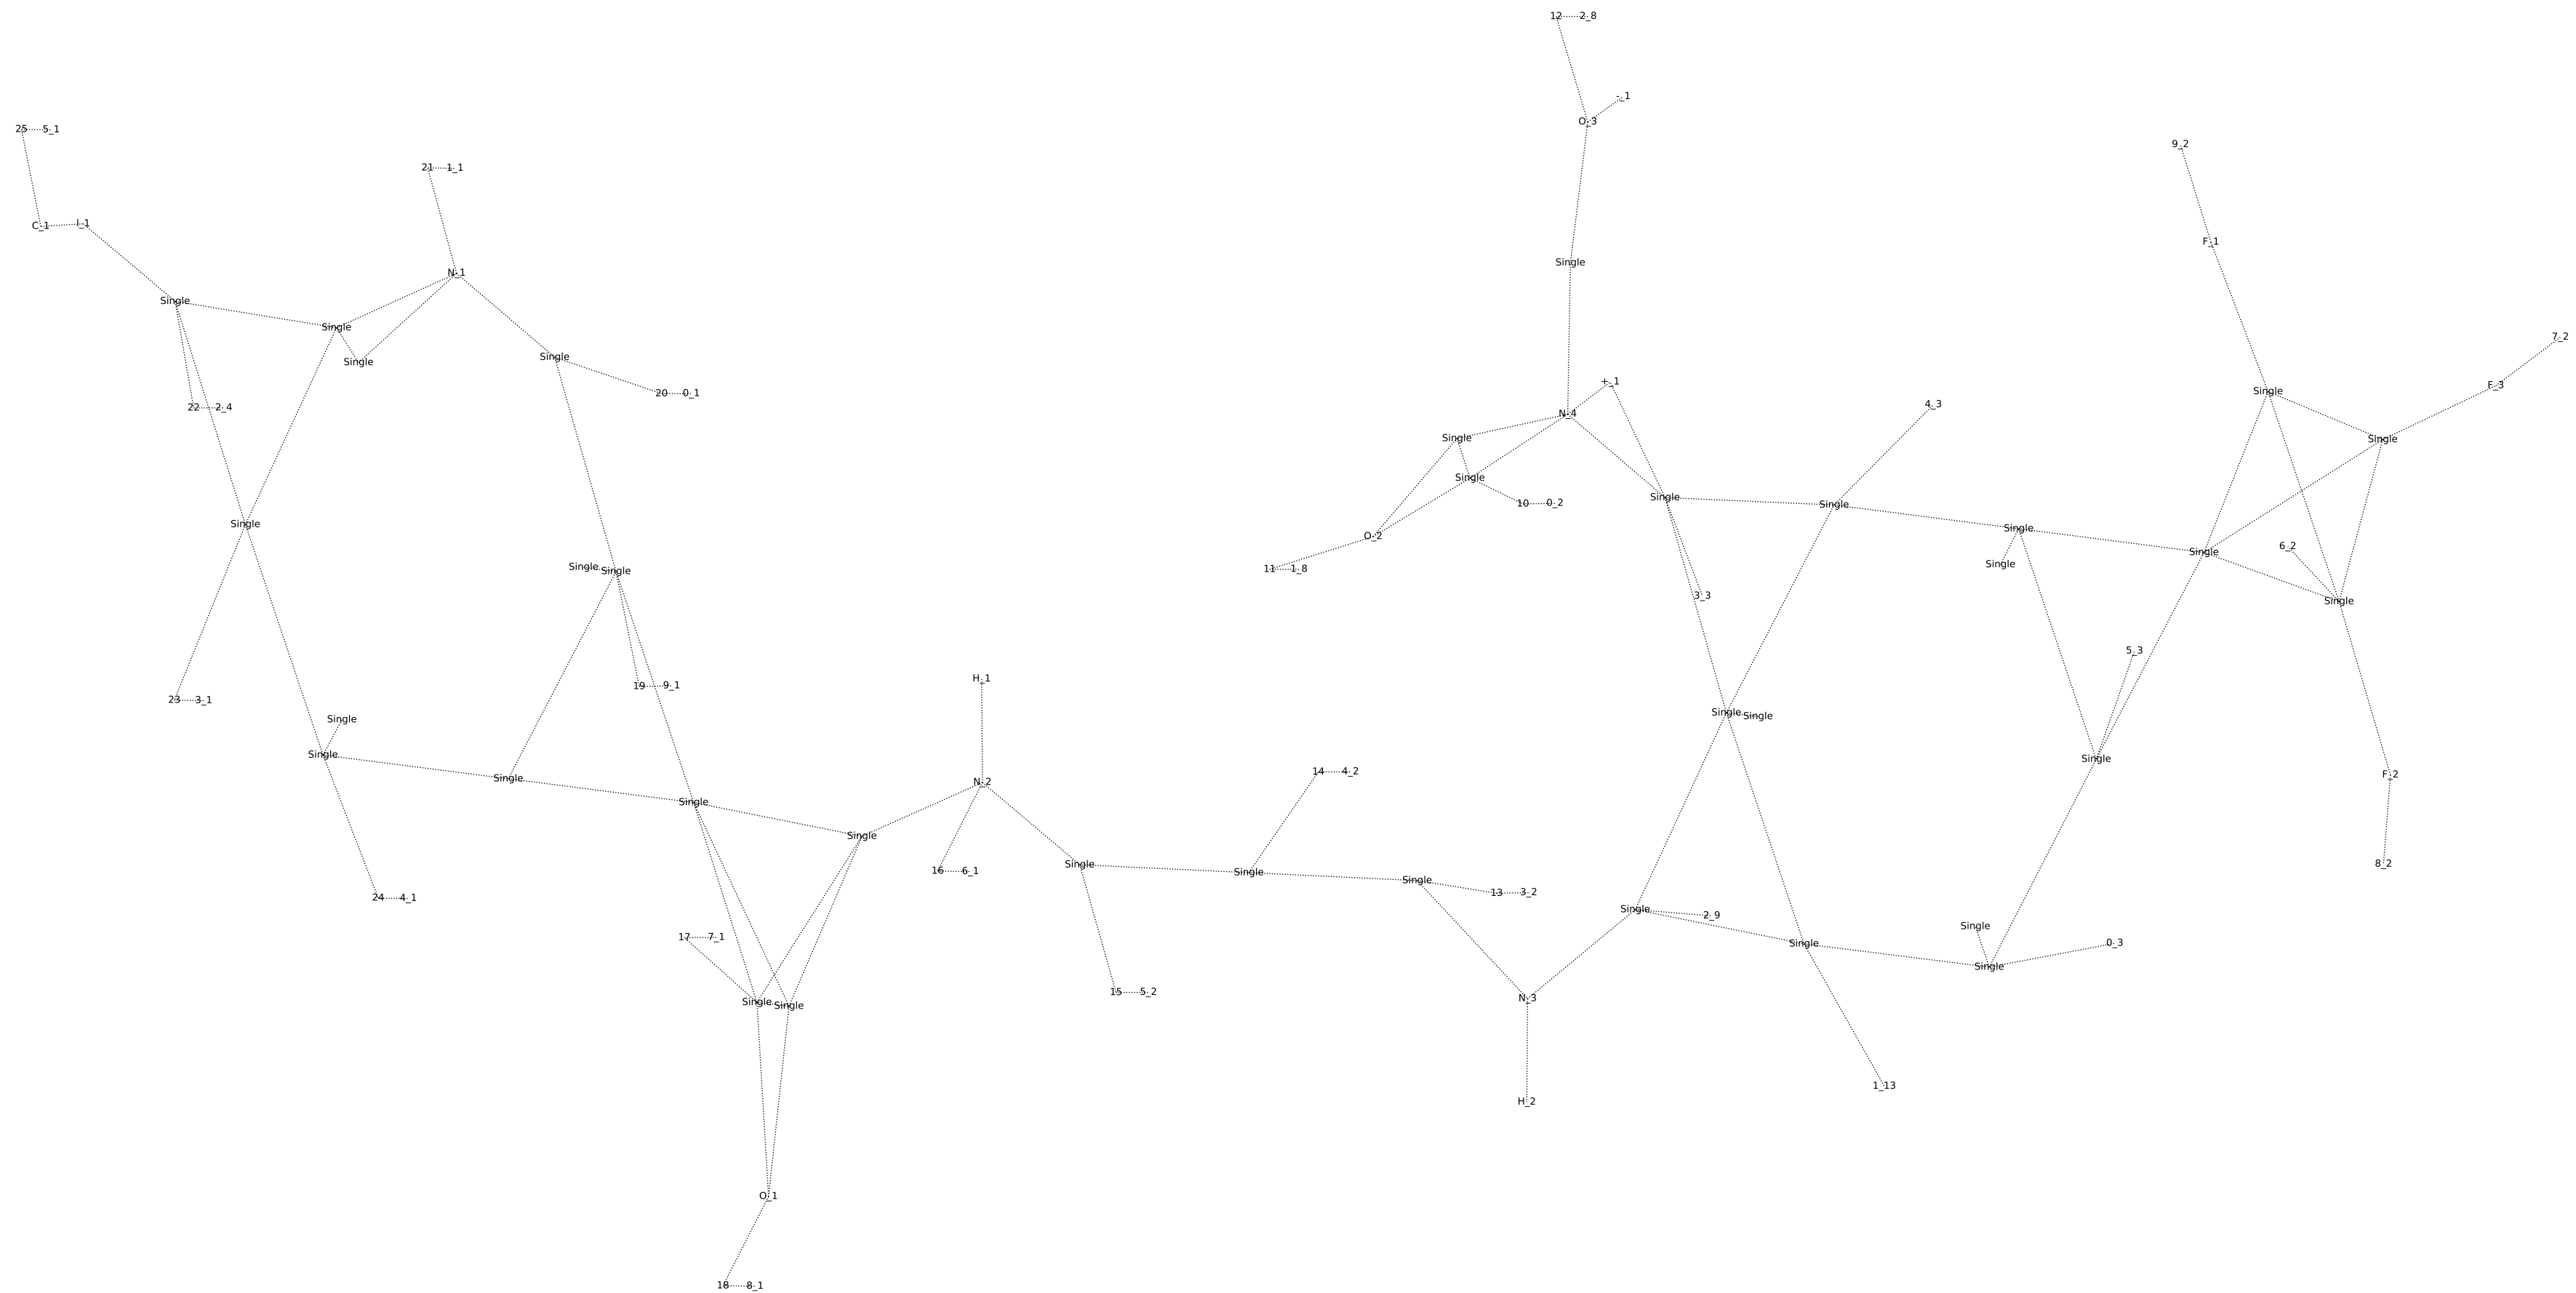 12 2_8
-_1
O_3
25 5_1
9_2
21 1_1
C_1 l_1
F_1
Single
N_1
Single
Single
7_2
Single
Single
+_1
F_3
Single
20 0_1
4_3
22 2_4
N_4
Single
Single
Single
10 0_2
Single
Single
Single
Single
O_2
6_2
Single
Single
Single
11 1_8
Single
3_3
Single
5_3
H_1
19 9_1
23 3_1
Single
Single
Single
Single
Single
14 4_2
F_2
Single
N_2
Single
Single
8_2
Single
16 6_1
Single
Single
13 3_2
24 4_1
Single
2_9
Single
17 7_1
Single
0_3
Single
15 5_2
N_3
Single
Single
1_13
H_2
O_1
18 8_1